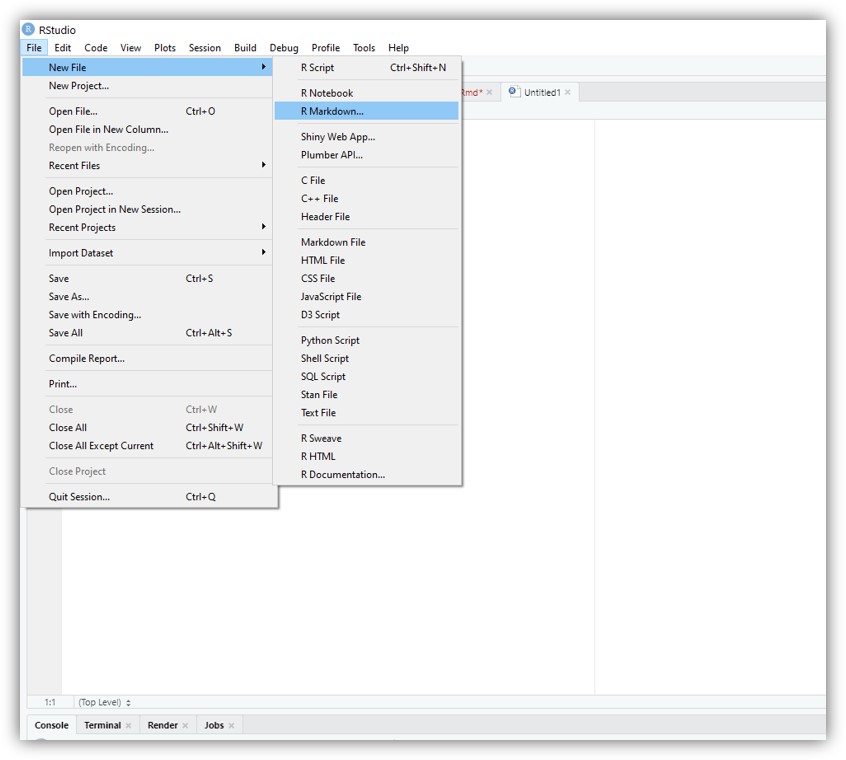 RStudio
File Edit Code View Plots Session Build Debug Profile Tools Help
New File
New Project...
Open File... Ctrl+O
Open File in New Column...
Reopen with Encoding...
Recent Files
Open Project...
Open Project in New Session...
Recent Projects
Import Dataset
Save Ctrl+S
Save As...
Save with Encoding...
Save All Ctrl+Alt+S
Compile Report...
Print...
Close Ctrl+W
Close All Ctrl+Shift+W
Close All Except Current Ctrl+Alt+Shift+W
Close Project
Quit Session... Ctrl+Q
R Script Ctrl+Shift+N
R Notebook
R Markdown...
Shiny Web App...
Plumber API...
C File
C++ File
Header File
Markdown File
HTML File
CSS File
JavaScript File
D3 Script
Python Script
Shell Script
SQL Script
Stan File
Text File
R Sweave
R HTML
R Documentation...
Rmd* Untitled1
1:1 (Top Level)
Console Terminal Render Jobs